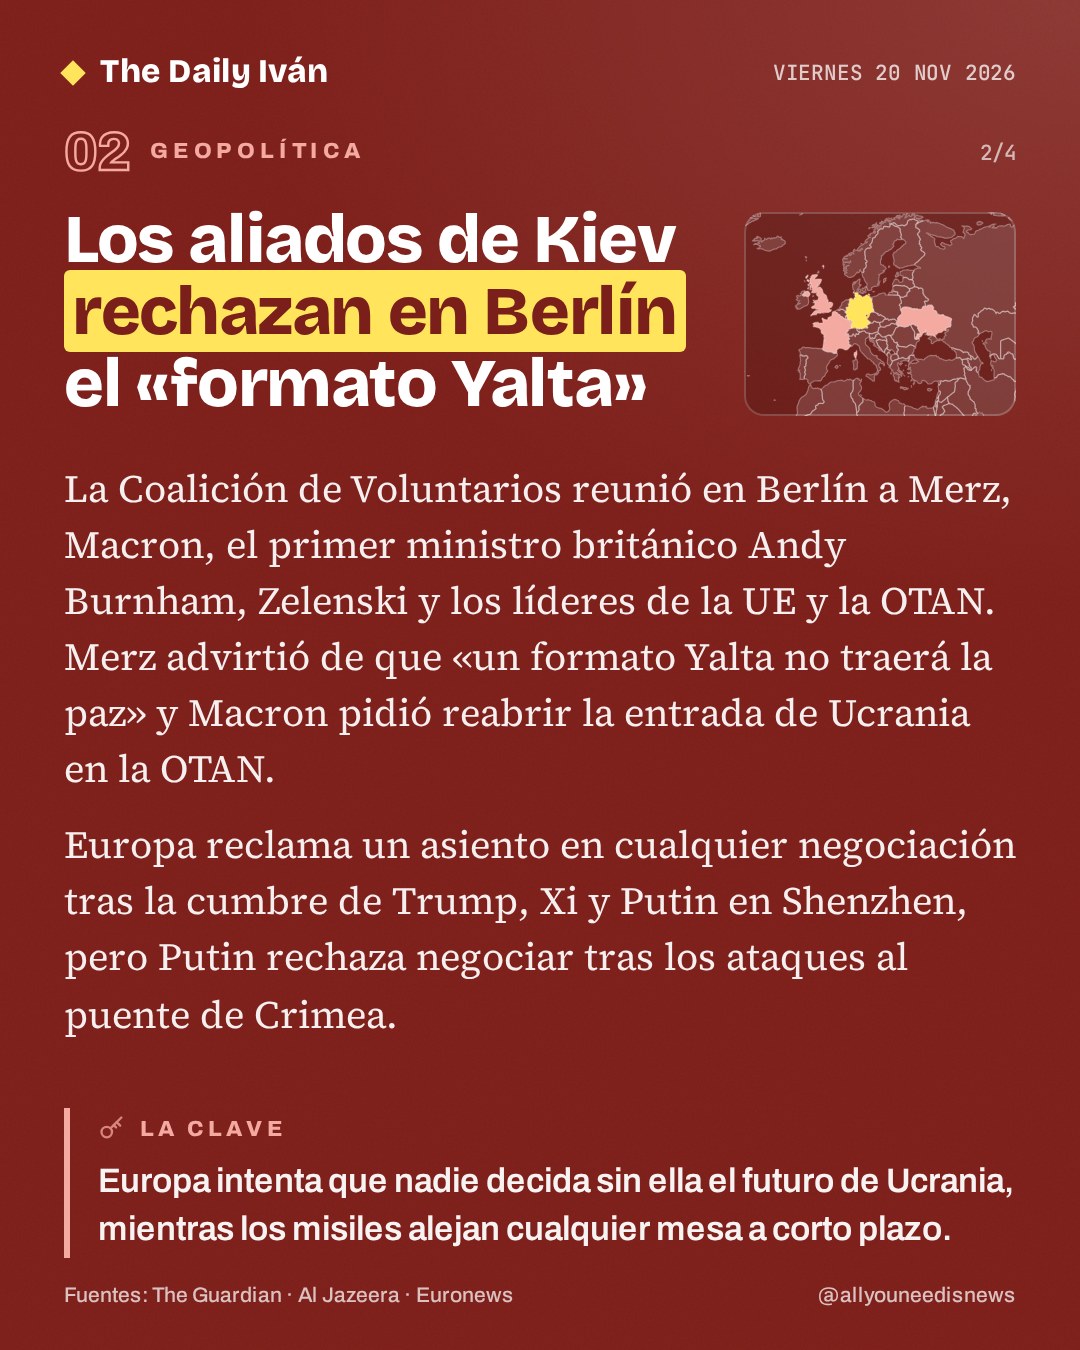 The Daily Iván
VIERNES 20 NOV 2026
02 GEOPOLÍTICA
2/4
Los aliados de Kiev
rechazan en Berlín
el «formato Yalta»
La Coalición de Voluntarios reunió en Berlín a Merz,
Macron, el primer ministro británico Andy
Burnham, Zelenski y los líderes de la UE y la OTAN.
Merz advirtió de que «un formato Yalta no traerá la
paz» y Macron pidió reabrir la entrada de Ucrania
en la OTAN.
Europa reclama un asiento en cualquier negociación
tras la cumbre de Trump, Xi y Putin en Shenzhen,
pero Putin rechaza negociar tras los ataques al
puente de Crimea.
LA CLAVE
Europa intenta que nadie decida sin ella el futuro de Ucrania,
mientras los misiles alejan cualquier mesa a corto plazo.
Fuentes: The Guardian · Al Jazeera · Euronews
@allyouneedisnews